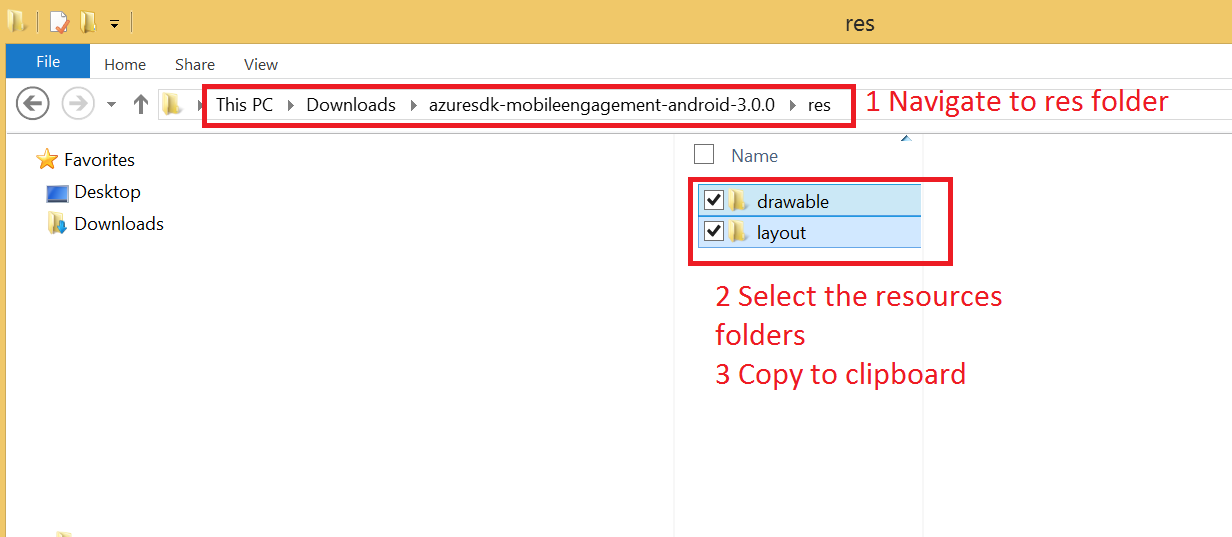 res
File Home Share View
This PC Downloads azuresdk-mobileengagement-android-3.0.0 res
1 Navigate to res folder
Favorites
Desktop
Downloads
Name
drawable
layout
2 Select the resources
folders
3 Copy to clipboard